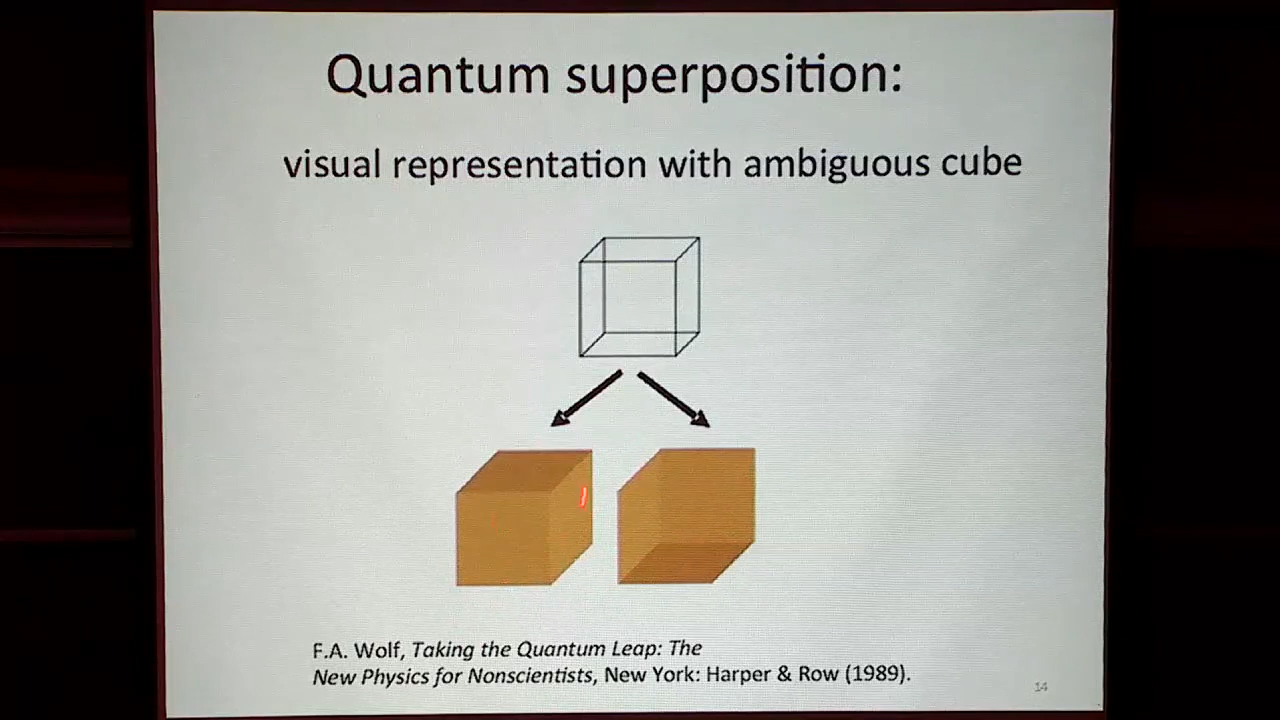 Quantum superposition:
visual representation with ambiguous cube
F.A. Wolf, Taking the Quantum Leap: The
New Physics for Nonscientists, New York: Harper & Row (1989).
14